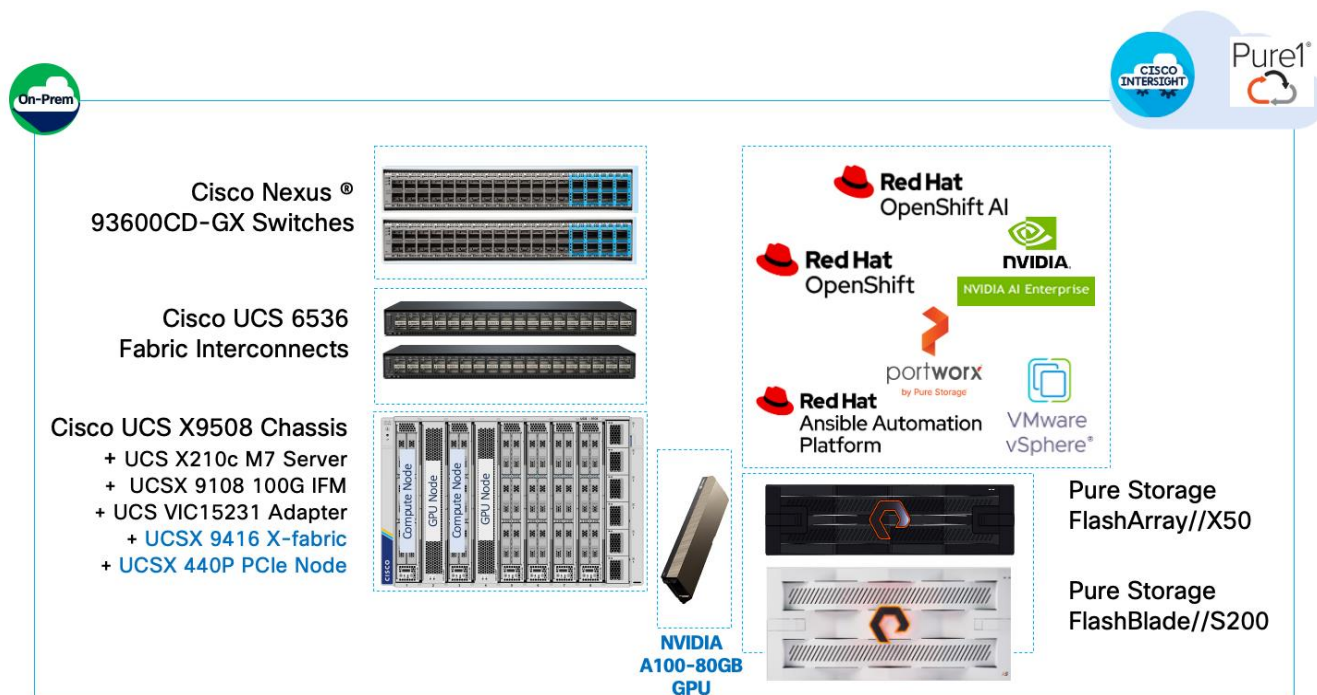 On-Prem
CISCO
INTERSIGHT
Pure1®
Cisco Nexus ®
93600CD-GX Switches
Cisco UCS 6536
Fabric Interconnects
Cisco UCS X9508 Chassis
+ UCS X210c M7 Server
+ UCSX 9108 100G IFM
+ UCS VIC15231 Adapter
+ UCSX 9416 X-fabric
+ UCSX 440P PCIe Node
Compute Node
GPU Node
Compute Node
GPU Node
CISCO
NVIDIA
A100-80GB
GPU
Red Hat
OpenShift AI
Red Hat
OpenShift
NVIDIA.
NVIDIA AI Enterprise
portworx
by Pure Storage
Red Hat
Ansible Automation
Platform
VMware
vSphere®
Pure Storage
FlashArray//X50
Pure Storage
FlashBlade//S200